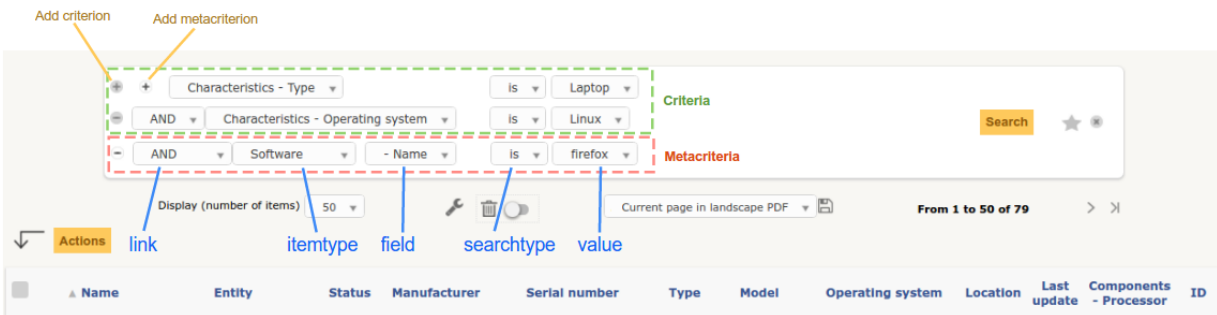 Add criterion Add metacriterion
+ + Characteristics - Type is Laptop
Criteria
AND Characteristics - Operating system is Linux
Search
AND Software - Name is firefox
Metacriteria
Display (number of items) 50 Current page in landscape PDF From 1 to 50 of 79
Actions link itemtype field searchtype value
Name Entity Status Manufacturer Serial number Type Model Operating system Location Last update Components - Processor ID